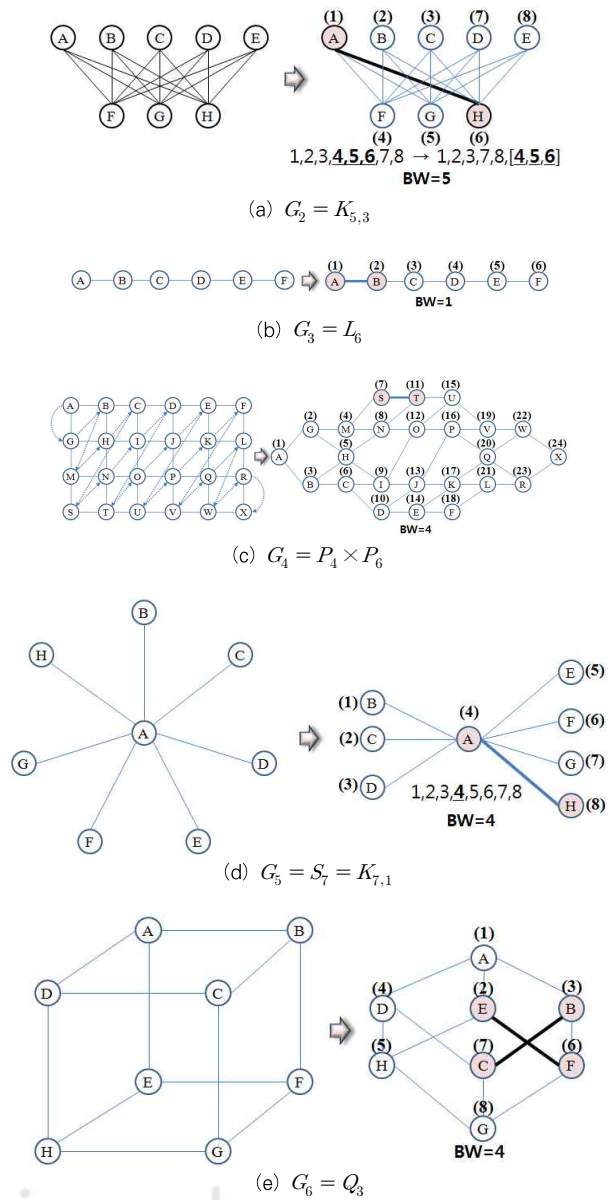 (1) (2) (3) (7) (8)
A B C D E A B C D E
F G H F G H
(4) (5) (6)
1,2,3,4,5,6,7,8 → 1,2,3,7,8,[4,5,6]
BW=5
(a) G₂ = K₅,₃
(1) (2) (3) (4) (5) (6)
A B C D E F A B C D E F
BW=1
(b) G₃ = L₆
(7) (11) (15)
A B C D E F S T U
(2) (4) (8) (12) (16) (19) (22)
G H I J K L G M N O P V W
(1) (5) (20) (24)
A H Q X
(3) (6) (9) (13) (17) (21) (23)
M N O P Q R B C I J K L R
(10) (14) (18)
S T U V W X D E F
BW=4
(c) G₄ = P₄ × P₆
B
H C
A
G D
F E
(1) B E (5)
(2) C (4) A F (6)
(3) D G (7)
1,2,3,4,5,6,7,8
H (8)
BW=4
(d) G₅ = S₇ = K₇,₁
A B
D C
E F
H G
(1)
A
(4) (2) (3)
D E B
(5) (7) (6)
H C F
(8)
G
BW=4
(e) G₆ = Q₃